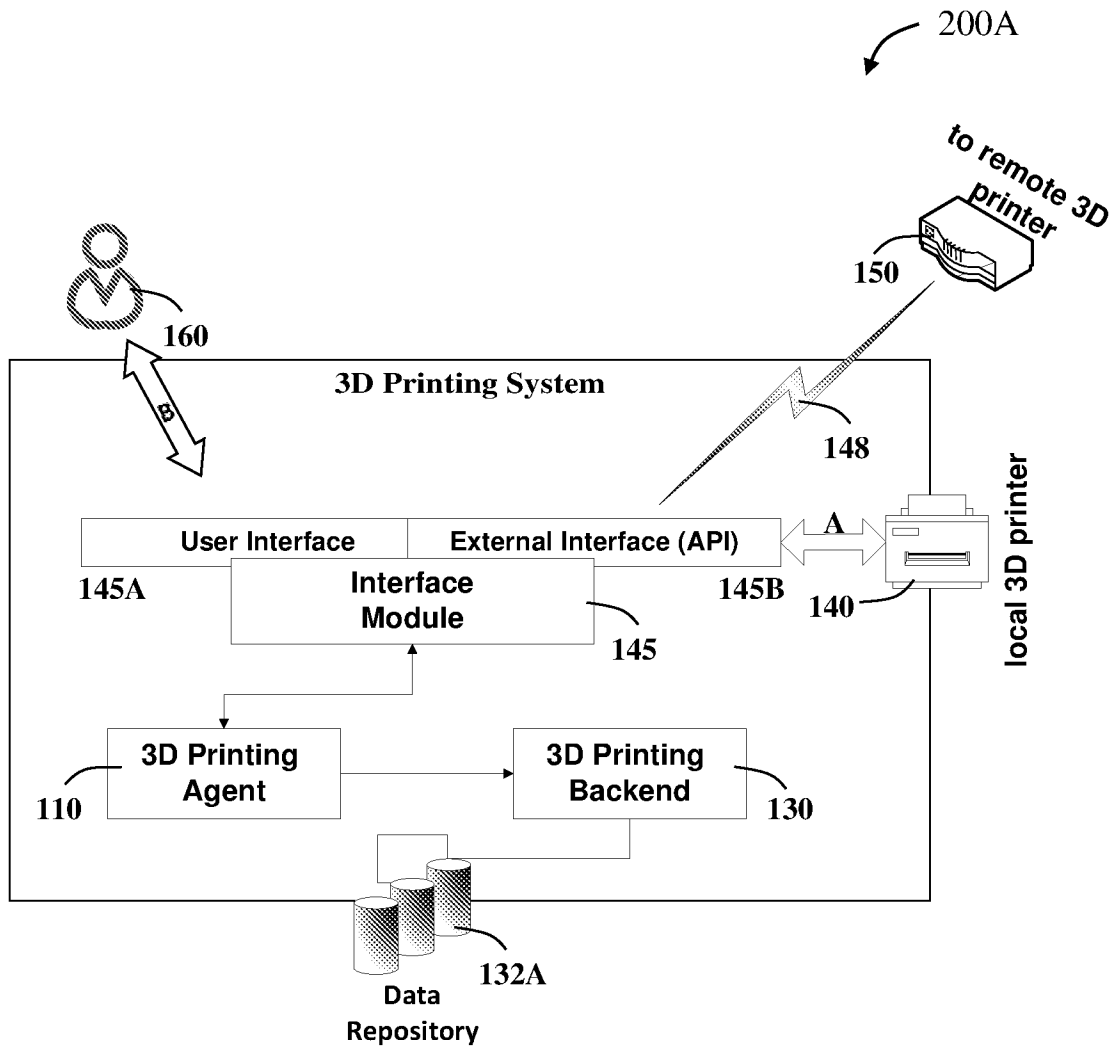 200A
to remote 3D
printer
150
160
3D Printing System
B
148
User Interface
External Interface (API)
A
145A
145B
140
local 3D printer
Interface
Module
145
3D Printing
Agent
110
3D Printing
Backend
130
132A
Data
Repository